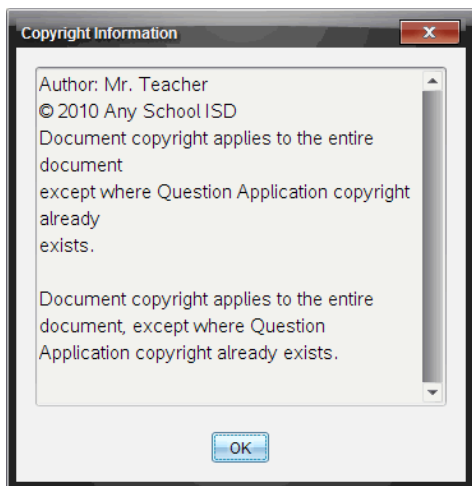 Copyright Information
Author: Mr. Teacher
© 2010 Any School ISD
Document copyright applies to the entire
document
except where Question Application copyright
already
exists.
Document copyright applies to the entire
document, except where Question
Application copyright already exists.
OK